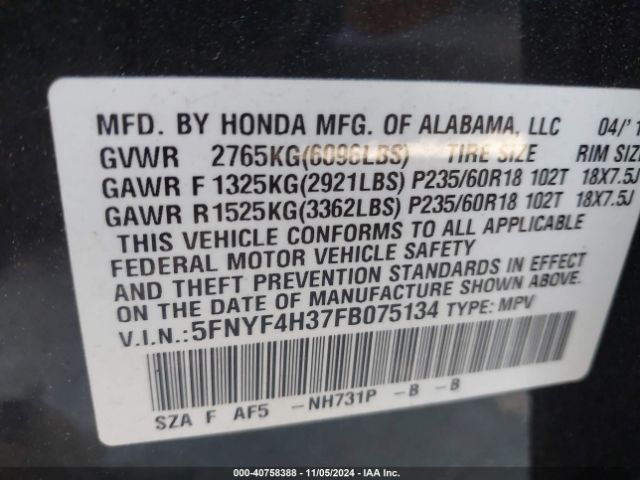 MFD. BY HONDA MFG. OF ALABAMA, LLC 04/'1
GVWR 2765KG(6096LBS) TIRE SIZE RIM SIZE
GAWR F 1325KG(2921LBS) P235/60R18 102T 18X7.5J
GAWR R 1525KG(3362LBS) P235/60R18 102T 18X7.5J
THIS VEHICLE CONFORMS TO ALL APPLICABLE
FEDERAL MOTOR VEHICLE SAFETY
AND THEFT PREVENTION STANDARDS IN EFFECT
ON THE DATE OF MANUFACTURE SHOWN ABOVE.
V.I.N.:5FNYF4H37FB075134 TYPE: MPV
SZA F AF5 -NH731P -B -B
000-40758388 - 11/05/2024 - IAA Inc.